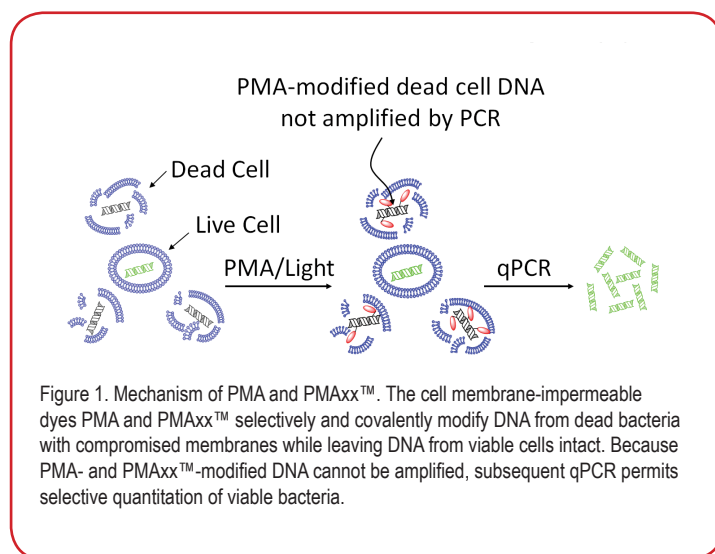 PMA-modified dead cell DNA
not amplified by PCR
Dead Cell
Live Cell
PMA/Light
qPCR
Figure 1. Mechanism of PMA and PMAxx™. The cell membrane-impermeable
dyes PMA and PMAxx™ selectively and covalently modify DNA from dead bacteria
with compromised membranes while leaving DNA from viable cells intact. Because
PMA- and PMAxx™-modified DNA cannot be amplified, subsequent qPCR permits
selective quantitation of viable bacteria.